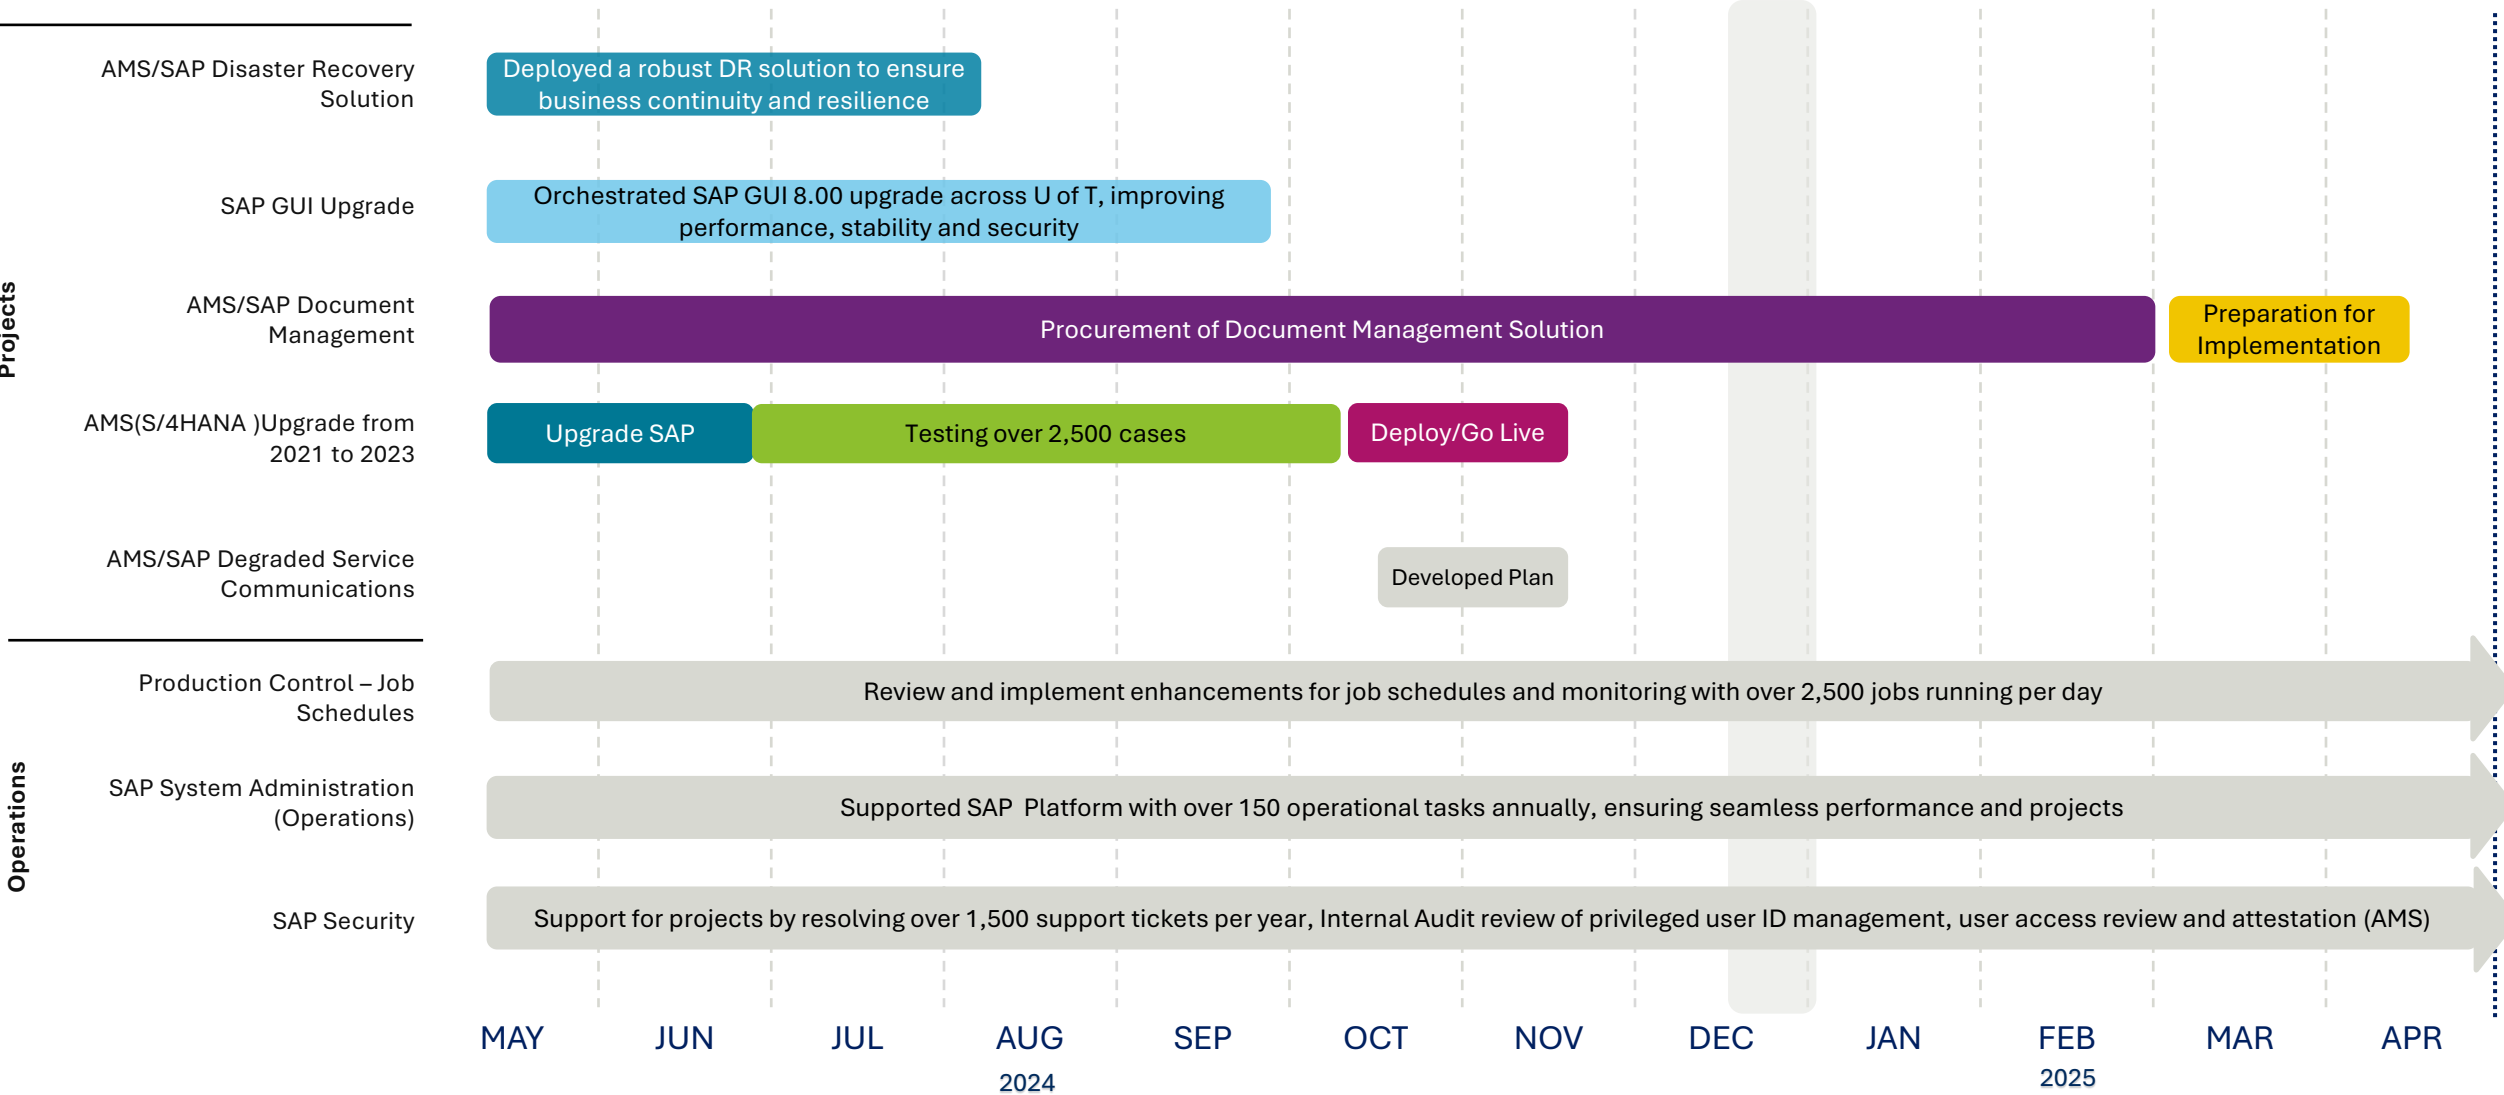 Projects
AMS/SAP Disaster Recovery
Solution
Deployed a robust DR solution to ensure
business continuity and resilience
SAP GUI Upgrade
Orchestrated SAP GUI 8.00 upgrade across U of T, improving
performance, stability and security
AMS/SAP Document
Management
Procurement of Document Management Solution
Preparation for
Implementation
AMS(S/4HANA )Upgrade from
2021 to 2023
Upgrade SAP
Testing over 2,500 cases
Deploy/Go Live
AMS/SAP Degraded Service
Communications
Developed Plan
Operations
Production Control – Job
Schedules
Review and implement enhancements for job schedules and monitoring with over 2,500 jobs running per day
SAP System Administration
(Operations)
Supported SAP  Platform with over 150 operational tasks annually, ensuring seamless performance and projects
SAP Security
Support for projects by resolving over 1,500 support tickets per year, Internal Audit review of privileged user ID management, user access review and attestation (AMS)
MAY JUN JUL AUG SEP OCT NOV DEC JAN FEB MAR APR
2024 2025